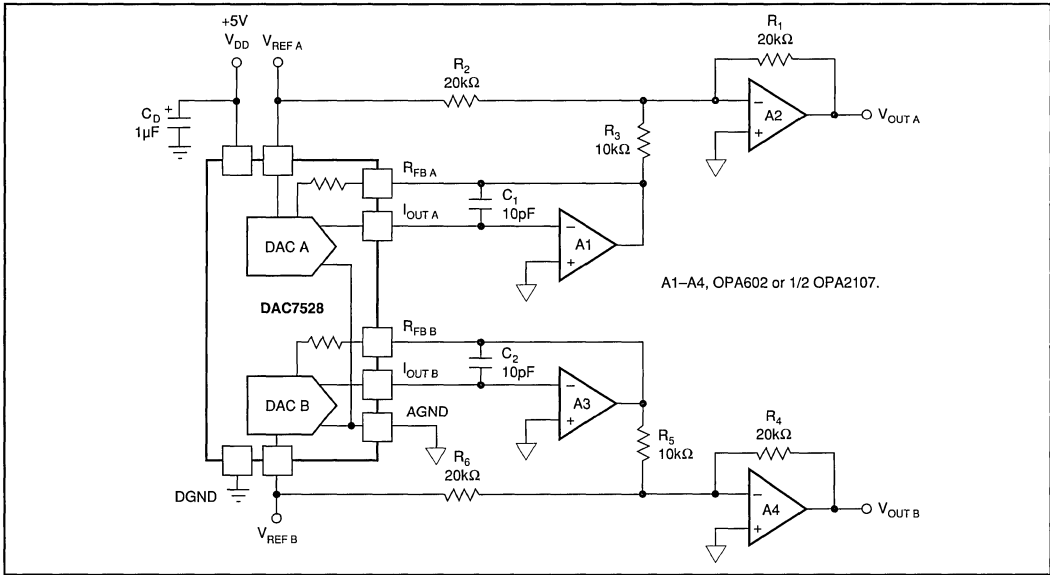 +5V
V_DD
V_REF A
C_D +
1µF
R_2
20kΩ
R_1
20kΩ
R_3
10kΩ
−
+
A2
V_OUT A
R_FB A
I_OUT A
C_1
10pF
−
+
A1
DAC A
A1–A4, OPA602 or 1/2 OPA2107.
DAC7528
R_FB B
I_OUT B
C_2
10pF
−
+
A3
DAC B
AGND
R_5
10kΩ
R_4
20kΩ
R_6
20kΩ
DGND
−
+
A4
V_OUT B
V_REF B